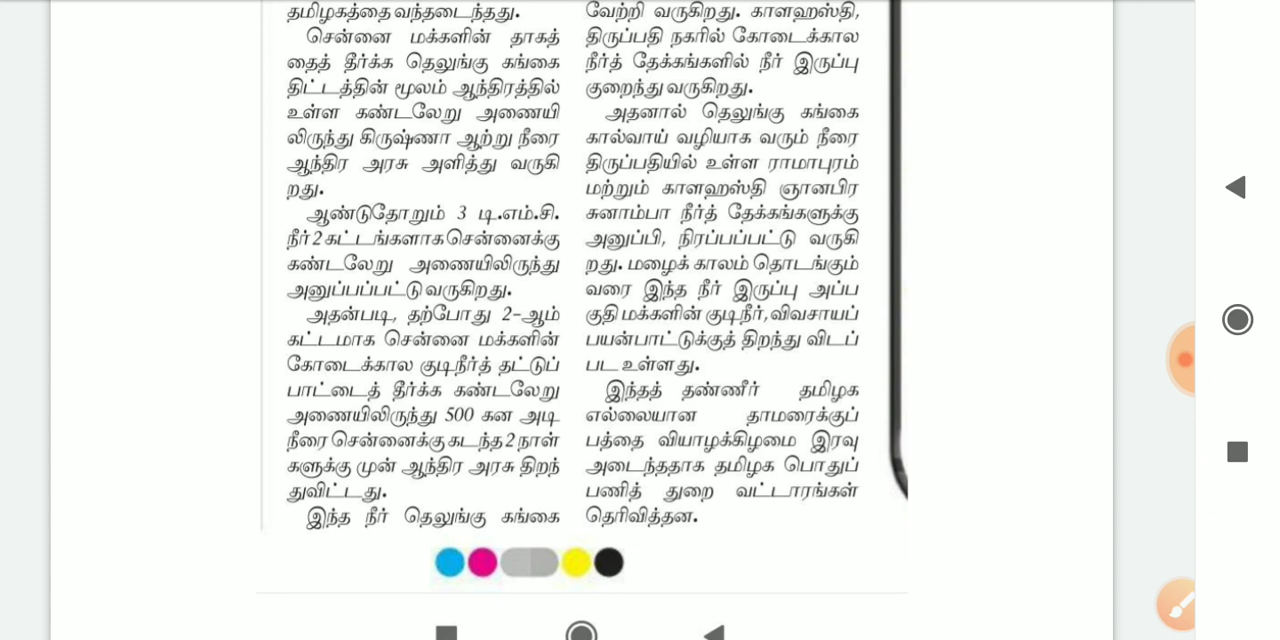 தமிழகத்தை வந்தடைந்தது.
சென்னை மக்களின் தாகத்
தைத் தீர்க்க தெலுங்கு கங்கை
திட்டத்தின் மூலம் ஆந்திரத்தில்
உள்ள கண்டலேறு அணையி
லிருந்து கிருஷ்ணா ஆற்று நீரை
ஆந்திர அரசு அளித்து வருகி
றது.
ஆண்டுதோறும் 3 டி.எம்.சி.
நீர் 2 கட்டங்களாக சென்னைக்கு
கண்டலேறு அணையிலிருந்து
அனுப்பப்பட்டு வருகிறது.
அதன்படி, தற்போது 2-ஆம்
கட்டமாக சென்னை மக்களின்
கோடைக்கால குடிநீர்த் தட்டுப்
பாட்டைத் தீர்க்க கண்டலேறு
அணையிலிருந்து 500 கன அடி
நீரை சென்னைக்கு கடந்த 2 நாள்
களுக்கு முன் ஆந்திர அரசு திறந்
துவிட்டது.
இந்த நீர் தெலுங்கு கங்கை
வேற்றி வருகிறது. காளஹஸ்தி,
திருப்பதி நகரில் கோடைக்கால
நீர்த் தேக்கங்களில் நீர் இருப்பு
குறைந்து வருகிறது.
அதனால் தெலுங்கு கங்கை
கால்வாய் வழியாக வரும் நீரை
திருப்பதியில் உள்ள ராமாபுரம்
மற்றும் காளஹஸ்தி ஞானபிர
சுனாம்பா நீர்த் தேக்கங்களுக்கு
அனுப்பி, நிரப்பப்பட்டு வருகி
றது. மழைக் காலம் தொடங்கும்
வரை இந்த நீர் இருப்பு அப்ப
குதி மக்களின் குடிநீர், விவசாயப்
பயன்பாட்டுக்குத் திறந்து விடப்
பட உள்ளது.
இந்தத் தண்ணீர் தமிழக
எல்லையான தாமரைக்குப்
பத்தை வியாழக்கிழமை இரவு
அடைந்ததாக தமிழக பொதுப்
பணித் துறை வட்டாரங்கள்
தெரிவித்தன.